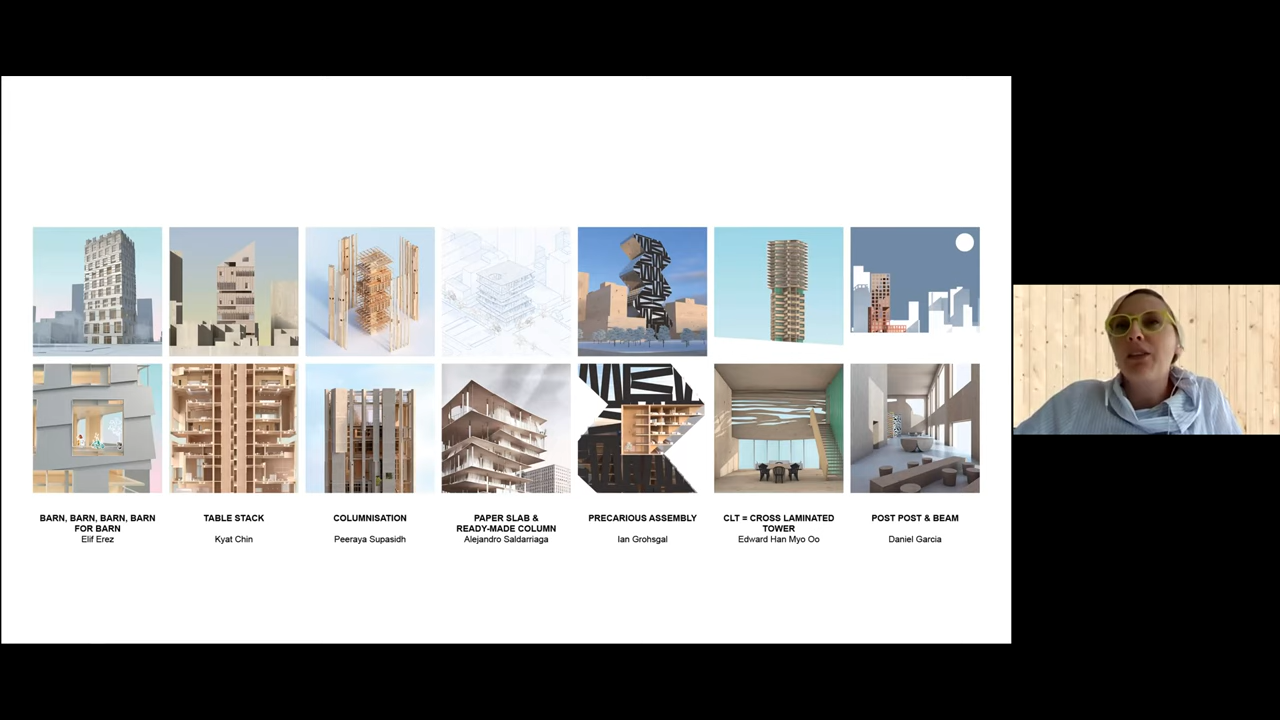 BARN, BARN, BARN, BARN
FOR BARN
Elif Erez
TABLE STACK
Kyat Chin
COLUMNISATION
Peeraya Supasidh
PAPER SLAB &
READY-MADE COLUMN
Alejandro Saldarriaga
PRECARIOUS ASSEMBLY
Ian Grohsgal
CLT = CROSS LAMINATED
TOWER
Edward Han Myo Oo
POST POST & BEAM
Daniel Garcia